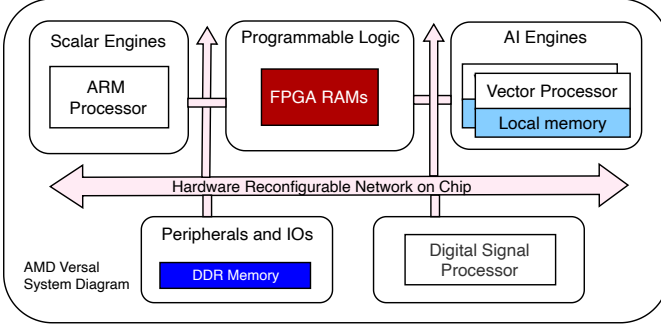 Scalar Engines
ARM
Processor
Programmable Logic
FPGA RAMs
AI Engines
Vector Processor
Local memory
Hardware Reconfigurable Network on Chip
Peripherals and IOs
DDR Memory
Digital Signal
Processor
AMD Versal
System Diagram